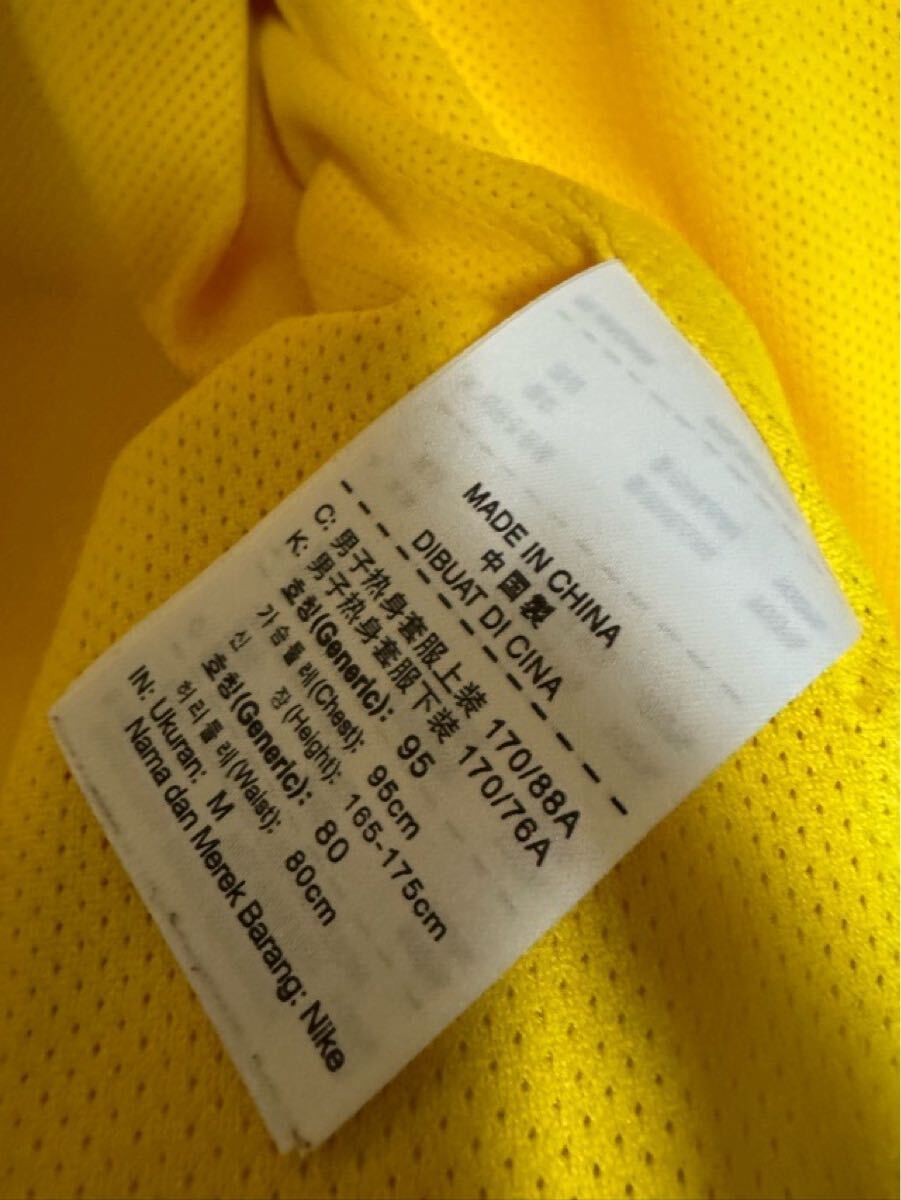 MADE IN CHINA
中國製
DIBUAT DI CINA
C: 男子热身套服上装 170/88A
男子热身套服下装 170/76A
K: 호칭(Generic): 95
가슴둘레(Chest): 95cm
신 장(Height): 165-175cm
호칭(Generic): 80
허리둘레(Waist): 80cm
IN: Ukuran: M
Nama dan Merek Barang: Nike